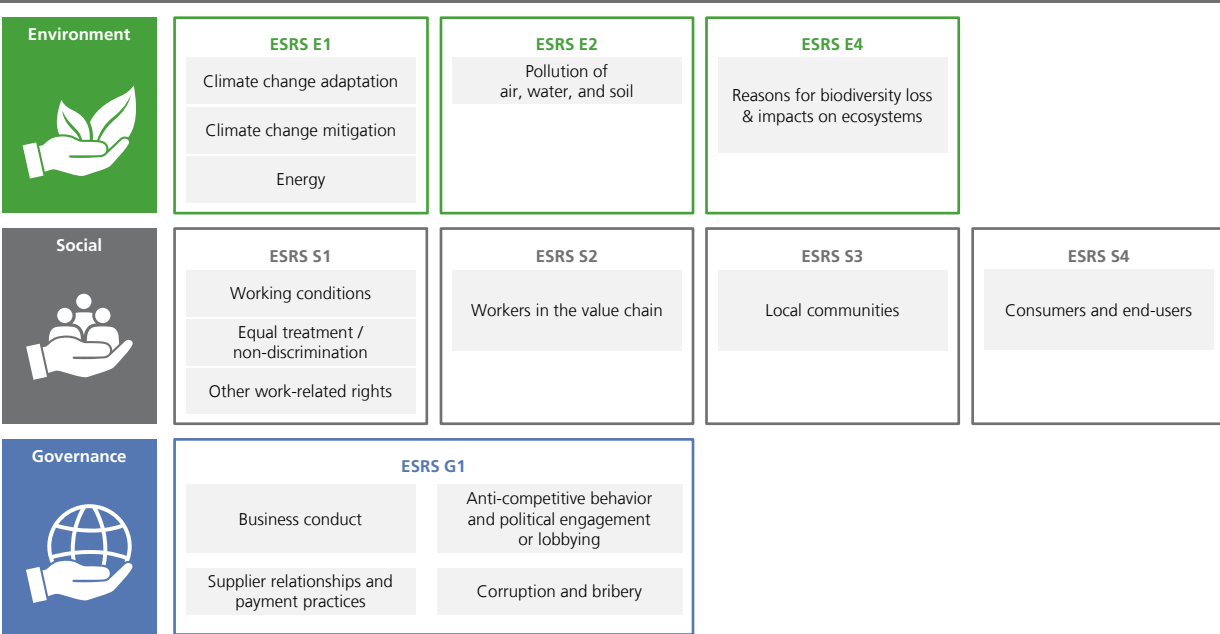 Environment
ESRS E1
Climate change adaptation
Climate change mitigation
Energy
ESRS E2
Pollution of
air, water, and soil
ESRS E4
Reasons for biodiversity loss
& impacts on ecosystems
Social
ESRS S1
Working conditions
Equal treatment /
non-discrimination
Other work-related rights
ESRS S2
Workers in the value chain
ESRS S3
Local communities
ESRS S4
Consumers and end-users
Governance
ESRS G1
Business conduct
Anti-competitive behavior
and political engagement
or lobbying
Supplier relationships and
payment practices
Corruption and bribery